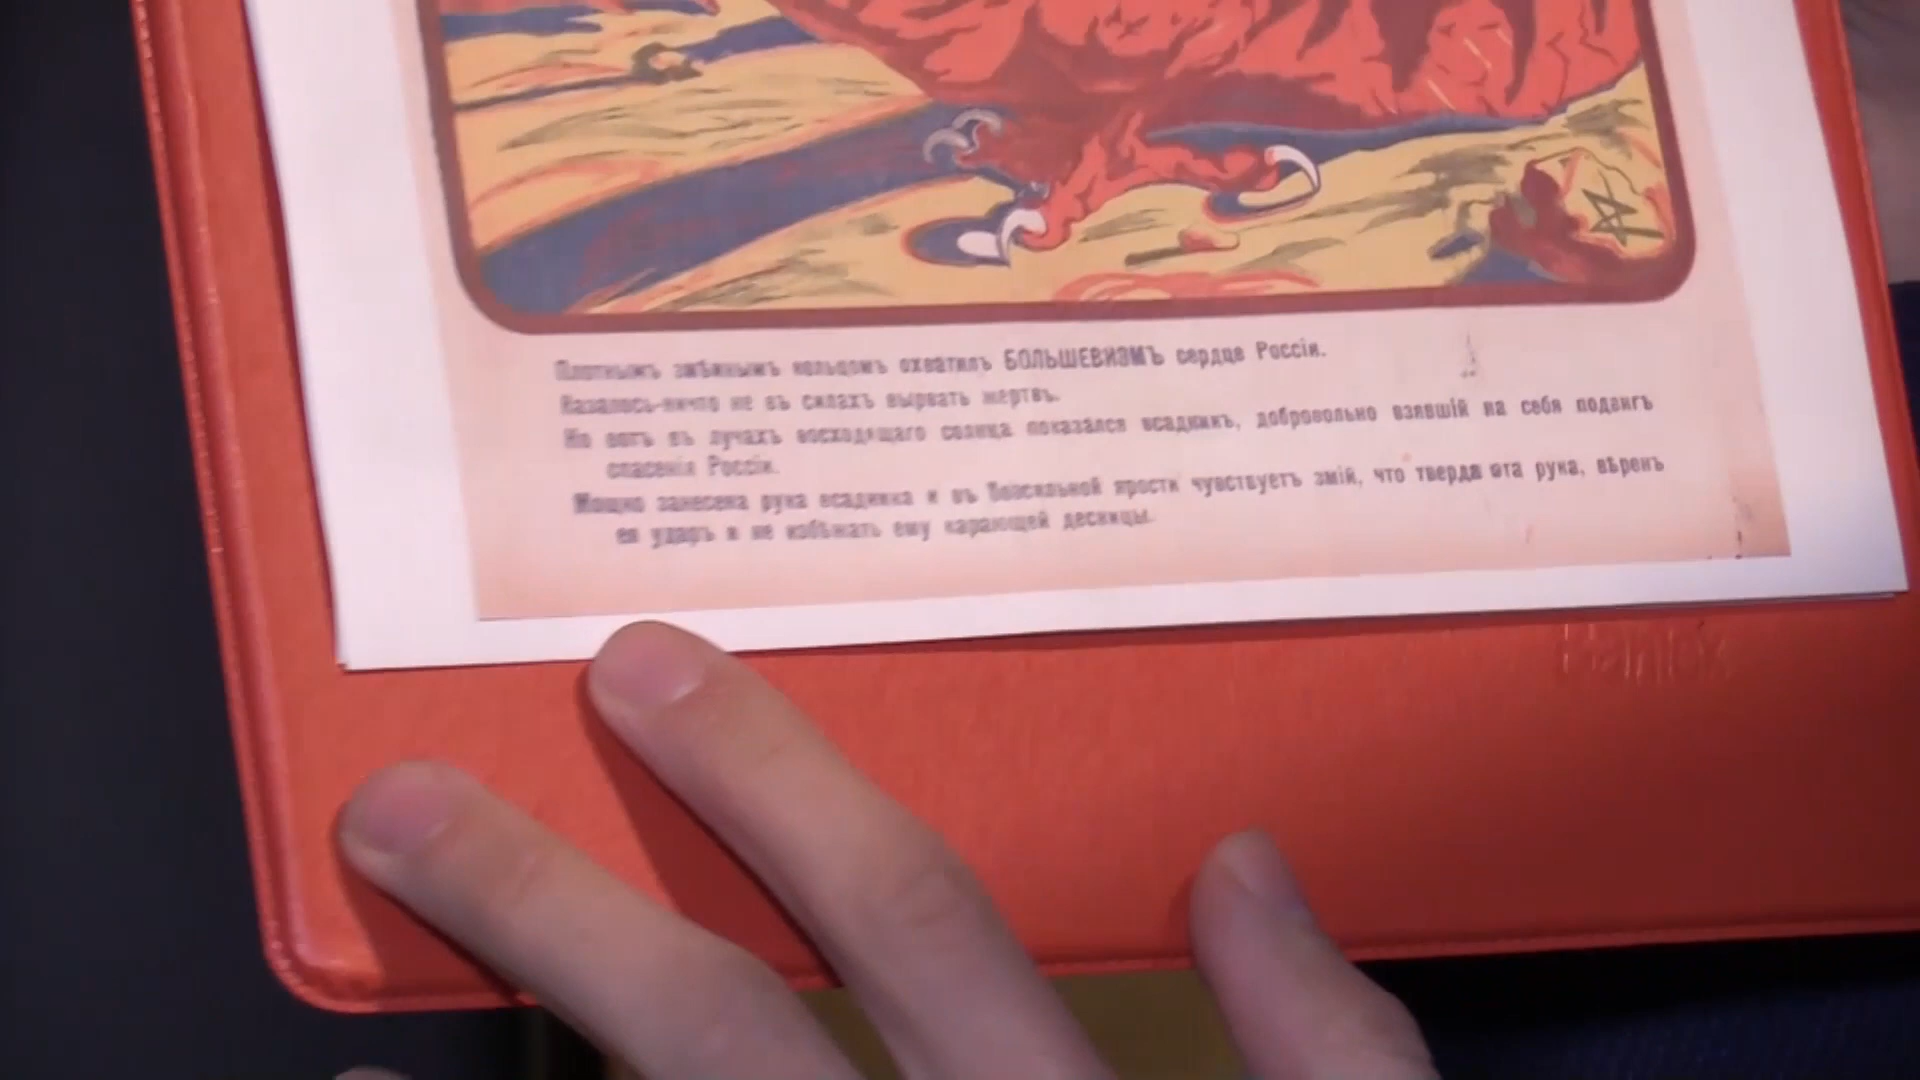 Плотнымъ змѣинымъ кольцомъ охватилъ БОЛЬШЕВИЗМЪ сердце Россіи.
Казалось-ничто не въ силахъ вырвать жертвъ.
Но вотъ въ лучахъ восходящаго солнца показался всадникъ, добровольно взявшій на себя подвигъ
спасенія Россіи.
Мощно занесена рука всадника и въ безсильной ярости чувствуетъ змій, что тверда эта рука, вѣренъ
ея ударъ и не избѣжать ему карающей десницы.